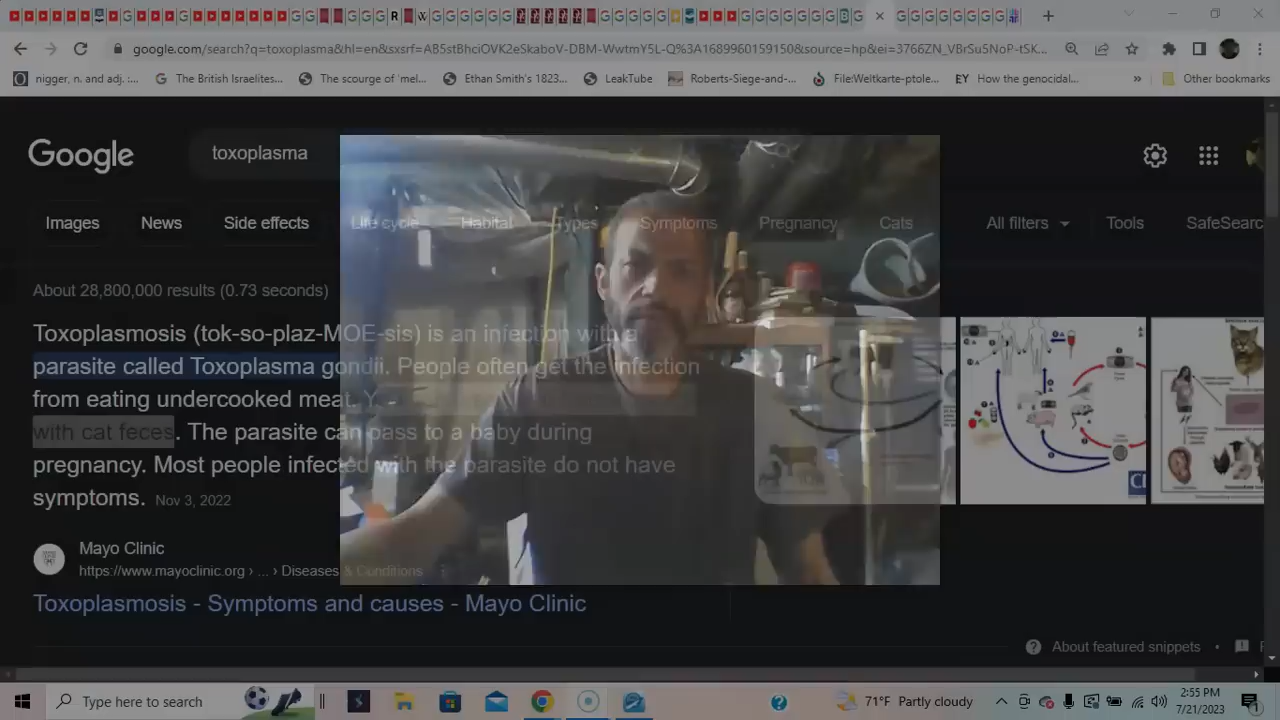 google.com/search?q=toxoplasma&hl=en&sxsrf=AB5stBhciOVK2eSkaboV-DBM-WwtmY5L-Q%3A1689960159150&source=hp&ei=3766ZN_VBrSu5NoP-tSK...
nigger, n. and adj. :... The British Israelites... The scourge of 'mel... Ethan Smith's 1823... LeakTube Roberts-Siege-and-... File:Weltkarte-ptole... EY How the genocidal... » Other bookmarks
Google toxoplasma
Images News Side effects Life cycle Habitat Types Symptoms Pregnancy Cats All filters Tools SafeSearc
About 28,800,000 results (0.73 seconds)
Toxoplasmosis (tok-so-plaz-MOE-sis) is an infection with a
parasite called Toxoplasma gondii. People often get the infection
from eating undercooked meat. Y
with cat feces. The parasite can pass to a baby during
pregnancy. Most people infected with the parasite do not have
symptoms. Nov 3, 2022
Mayo Clinic
https://www.mayoclinic.org › ... › Diseases & Conditions
Toxoplasmosis - Symptoms and causes - Mayo Clinic
About featured snippets
Type here to search 71°F Partly cloudy 2:55 PM
7/21/2023